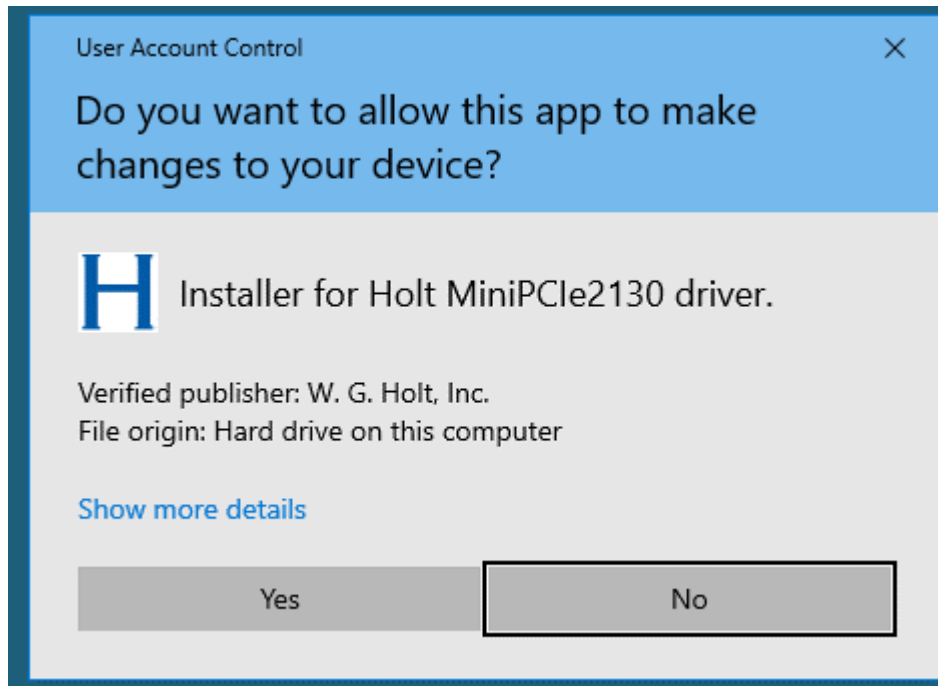 User Account Control
Do you want to allow this app to make
changes to your device?
H
Installer for Holt MiniPCIe2130 driver.
Verified publisher: W. G. Holt, Inc.
File origin: Hard drive on this computer
Show more details
Yes
No